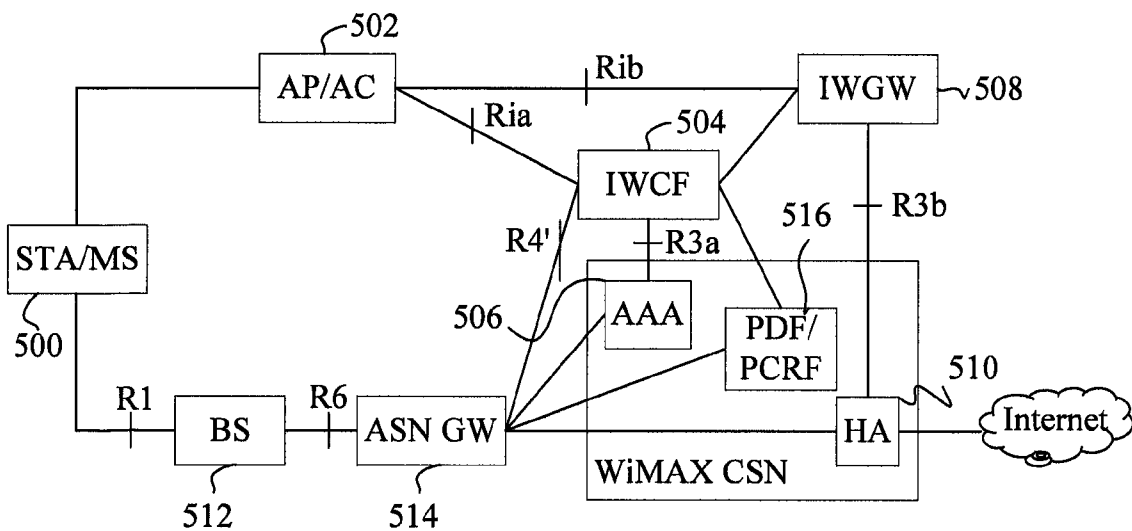 502
AP/AC
Rib
IWGW
508
Ria
504
IWCF
R3b
516
STA/MS
R4'
R3a
500
506
AAA
PDF/
PCRF
510
R1
R6
BS
ASN GW
HA
Internet
WiMAX CSN
512
514